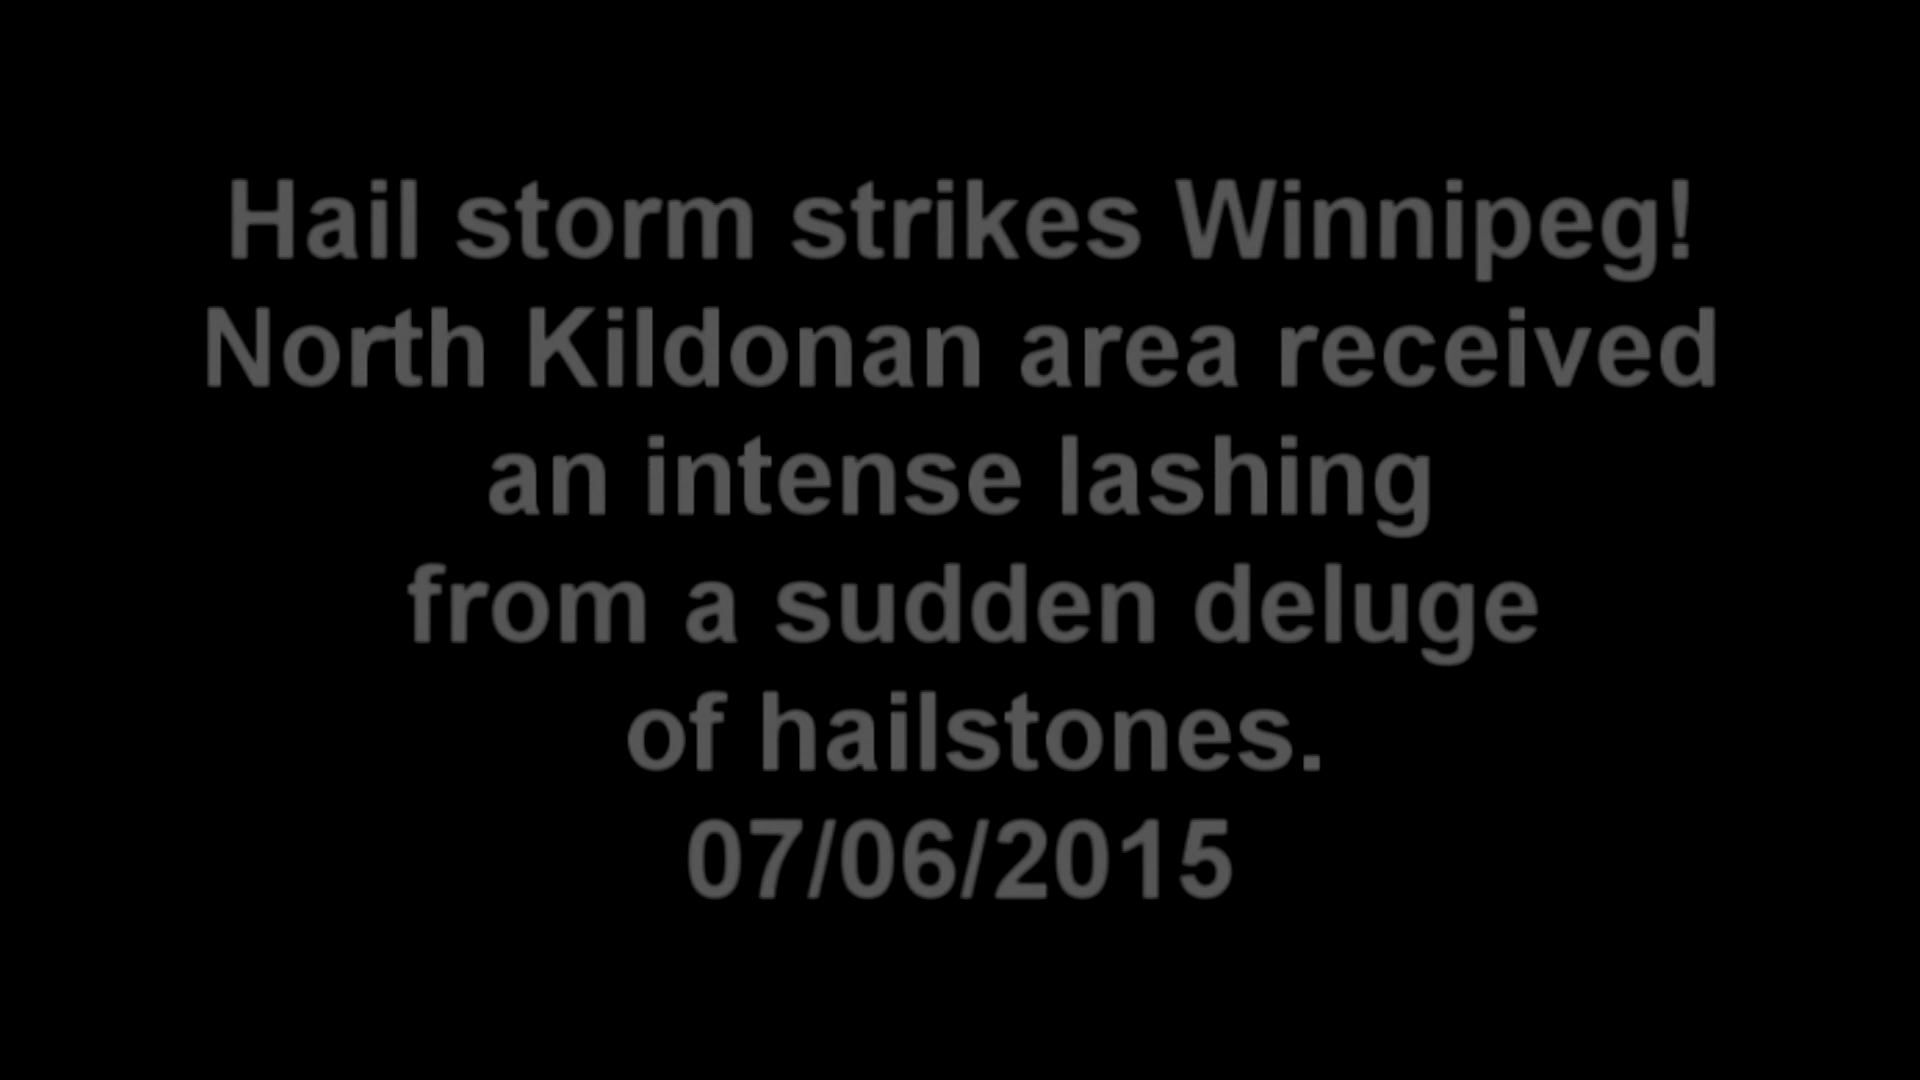 Hail storm strikes Winnipeg!
North Kildonan area received
an intense lashing
from a sudden deluge
of hailstones.
07/06/2015